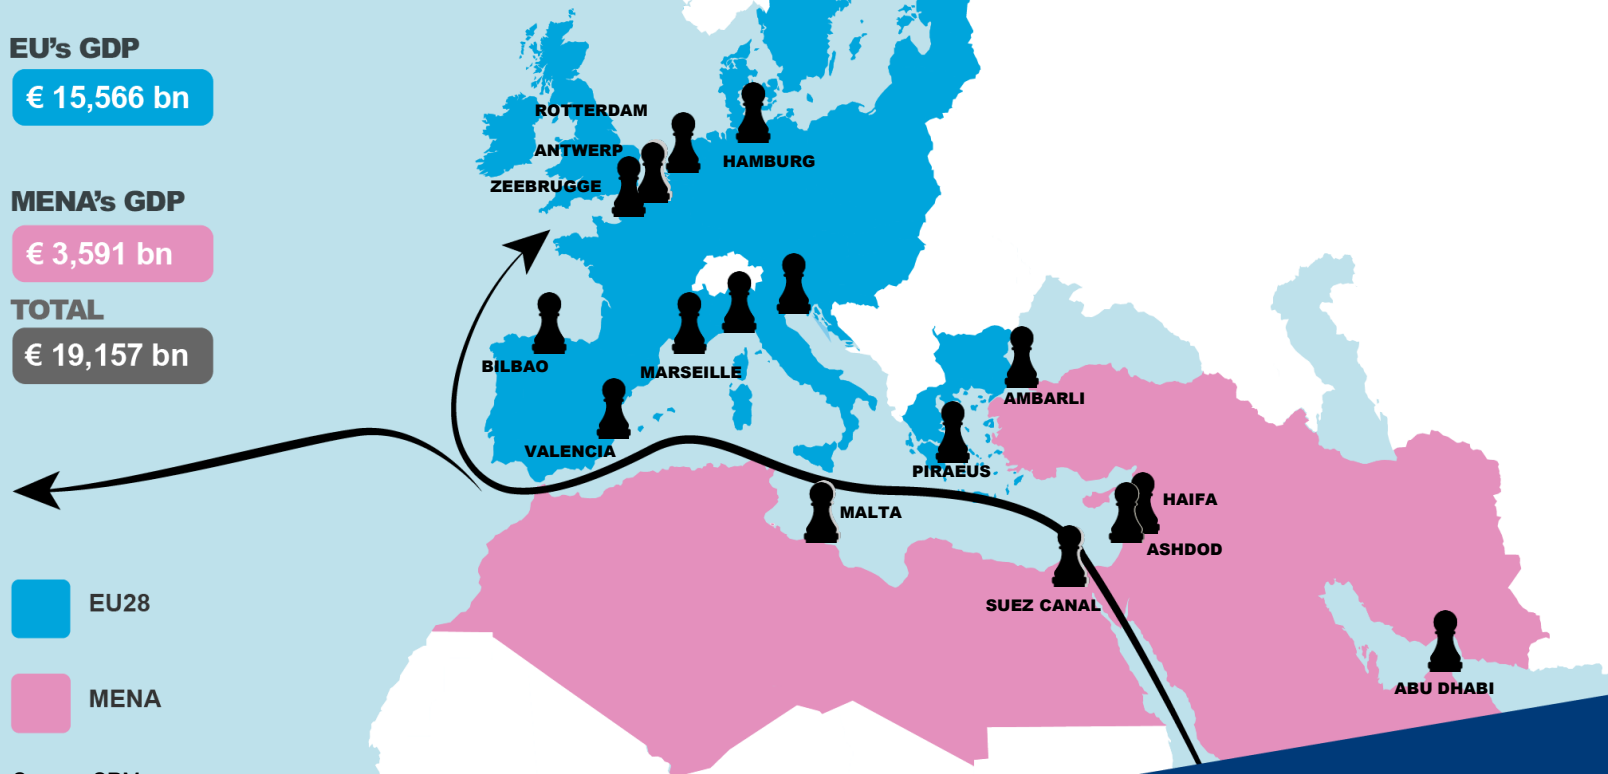 EU's GDP
€ 15,566 bn
MENA's GDP
€ 3,591 bn
TOTAL
€ 19,157 bn
EU28
MENA
ROTTERDAM
ANTWERP
ZEEBRUGGE
HAMBURG
BILBAO
MARSEILLE
VALENCIA
AMBARLI
PIRAEUS
MALTA
HAIFA
ASHDOD
SUEZ CANAL
ABU DHABI